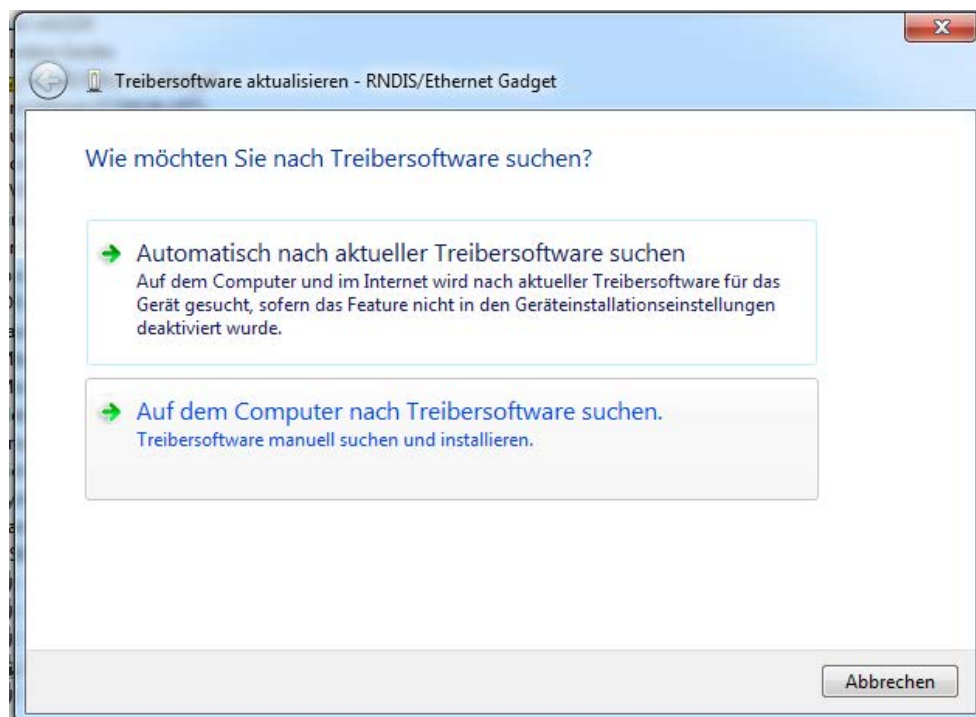 Treibersoftware aktualisieren - RNDIS/Ethernet Gadget
Wie möchten Sie nach Treibersoftware suchen?
Automatisch nach aktueller Treibersoftware suchen
Auf dem Computer und im Internet wird nach aktueller Treibersoftware für das
Gerät gesucht, sofern das Feature nicht in den Geräteinstallationseinstellungen
deaktiviert wurde.
Auf dem Computer nach Treibersoftware suchen.
Treibersoftware manuell suchen und installieren.
Abbrechen